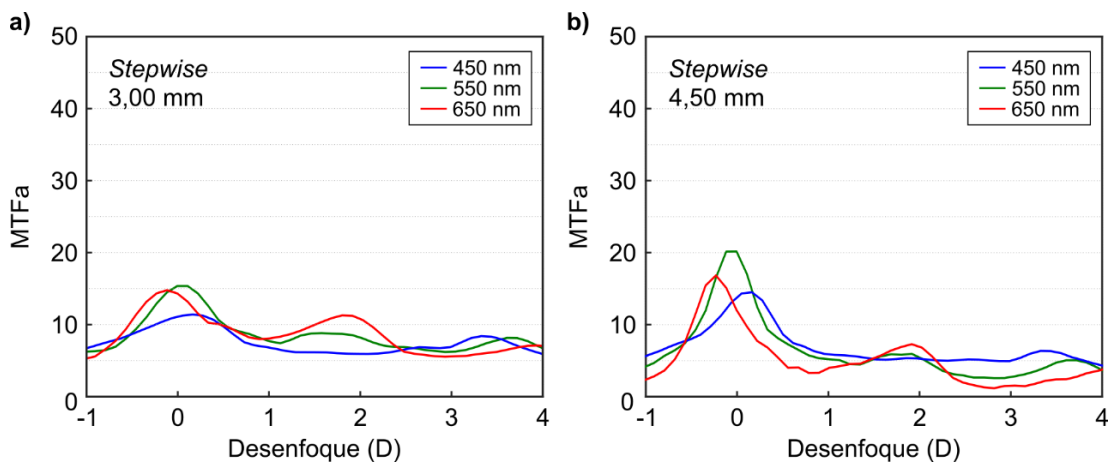 a)
50
40
30
20
10
0
MTFa
Stepwise
3,00 mm
450 nm
550 nm
650 nm
-1 0 1 2 3 4
Desenfoque (D)
b)
50
40
30
20
10
0
MTFa
Stepwise
4,50 mm
450 nm
550 nm
650 nm
-1 0 1 2 3 4
Desenfoque (D)